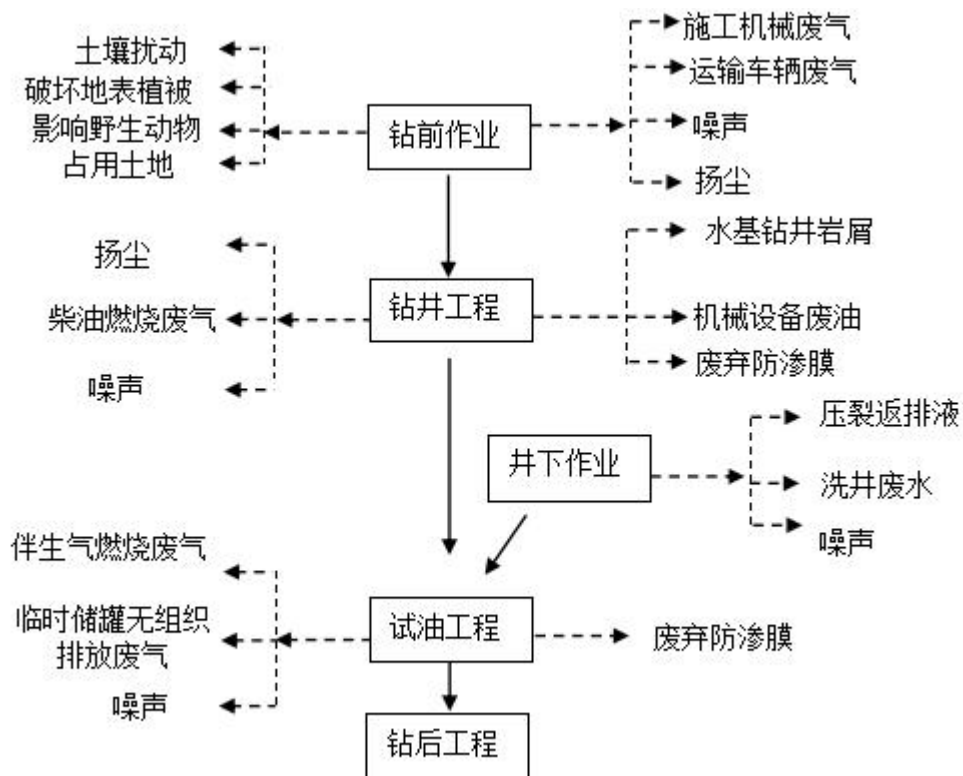 土壤扰动
破坏地表植被
影响野生动物
占用土地
钻前作业
施工机械废气
运输车辆废气
噪声
扬尘
扬尘
柴油燃烧废气
噪声
钻井工程
水基钻井岩屑
机械设备废油
废弃防渗膜
井下作业
压裂返排液
洗井废水
噪声
伴生气燃烧废气
临时储罐无组织
排放废气
噪声
试油工程
废弃防渗膜
钻后工程